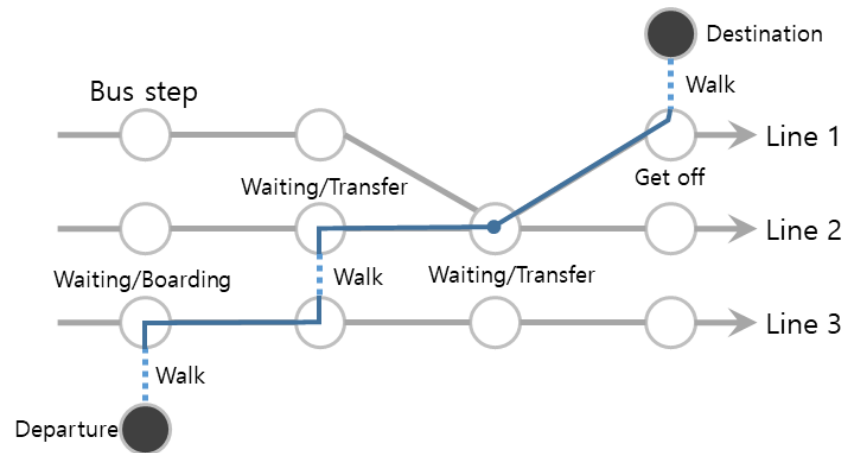 Destination
Walk
Bus step
Line 1
Get off
Waiting/Transfer
Line 2
Waiting/Boarding
Walk
Waiting/Transfer
Line 3
Walk
Departure